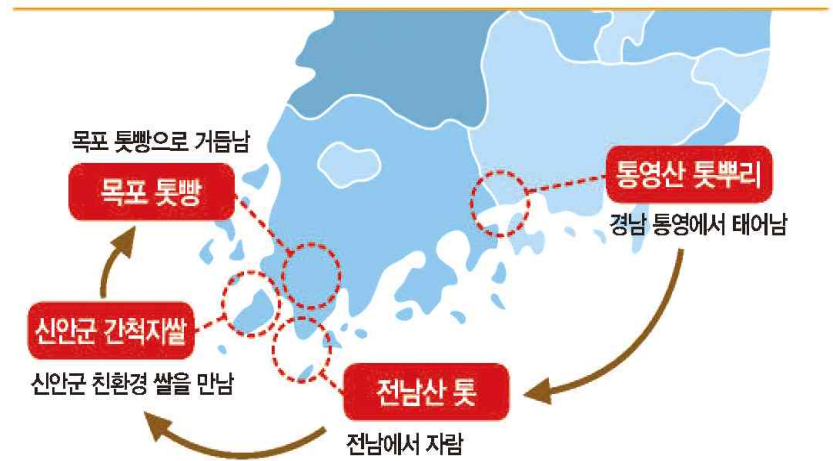 목포 톳빵으로 거듭남
목포 톳빵
통영산 톳뿌리
경남 통영에서 태어남
신안군 간척지쌀
신안군 친환경 쌀을 만남
전남산 톳
전남에서 자람